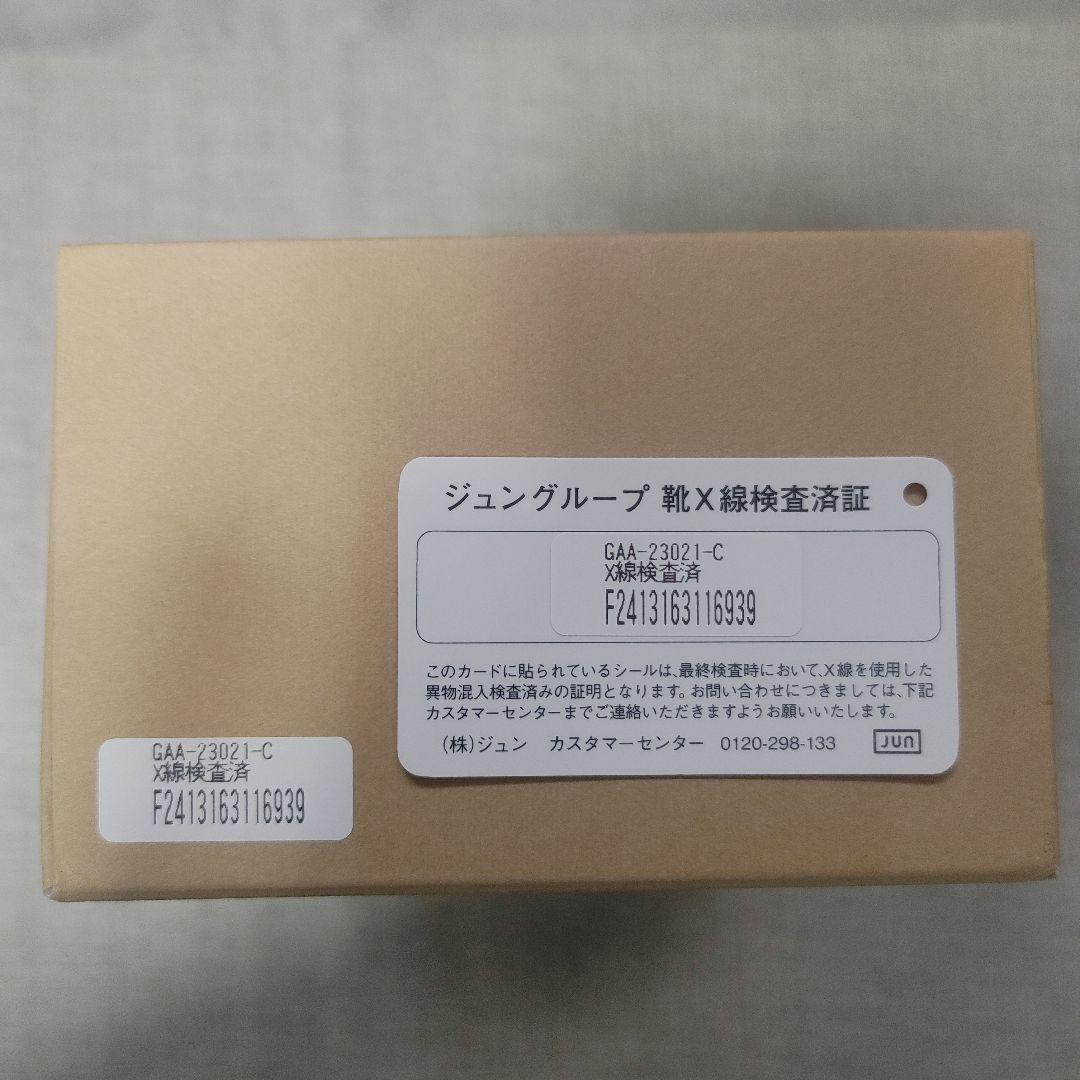 ジュングループ 靴X線検査済証
GAA-23021-C
X線検査済
F2413163116939
このカードに貼られているシールは、最終検査時において、X線を使用した
異物混入検査済みの証明となります。お問い合わせにつきましては、下記
カスタマーセンターまでご連絡いただきますようお願いいたします。
(株)ジュン カスタマーセンター 0120-298-133 JUN
GAA-23021-C
X線検査済
F2413163116939